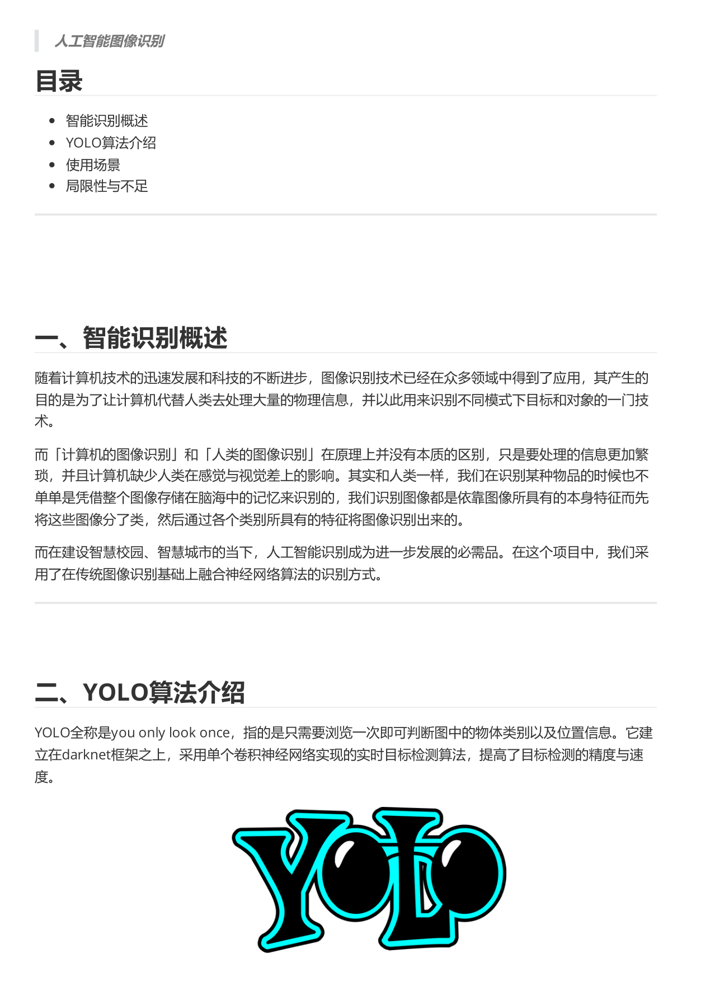 人工智能图像识别
目录
智能识别概述
YOLO算法介绍
使用场景
局限性与不足
一、智能识别概述
随着计算机技术的迅速发展和科技的不断进步，图像识别技术已经在众多领域中得到了应用，其产生的
目的是为了让计算机代替人类去处理大量的物理信息，并以此用来识别不同模式下目标和对象的一门技
术。
而「计算机的图像识别」和「人类的图像识别」在原理上并没有本质的区别，只是要处理的信息更加繁
琐，并且计算机缺少人类在感觉与视觉差上的影响。其实和人类一样，我们在识别某种物品的时候也不
单单是凭借整个图像存储在脑海中的记忆来识别的，我们识别图像都是依靠图像所具有的本身特征而先
将这些图像分了类，然后通过各个类别所具有的特征将图像识别出来的。
而在建设智慧校园、智慧城市的当下，人工智能识别成为进一步发展的必需品。在这个项目中，我们采
用了在传统图像识别基础上融合神经网络算法的识别方式。
二、YOLO算法介绍
YOLO全称是you only look once，指的是只需要浏览一次即可判断图中的物体类别以及位置信息。它建
立在darknet框架之上，采用单个卷积神经网络实现的实时目标检测算法，提高了目标检测的精度与速
度。
YOLO